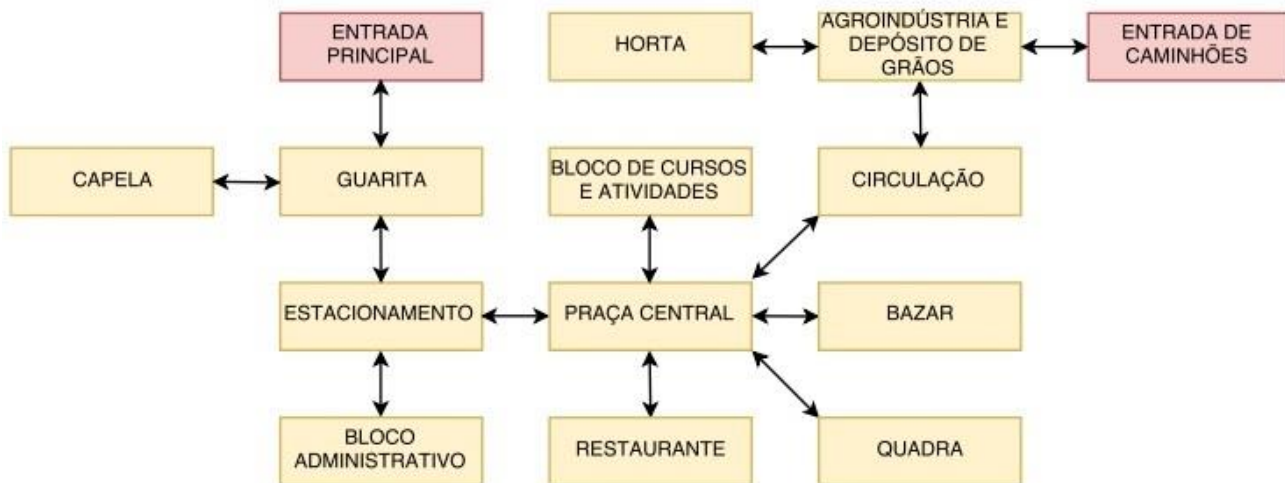 ENTRADA
PRINCIPAL
HORTA
AGROINDÚSTRIA E
DEPÓSITO DE
GRÃOS
ENTRADA DE
CAMINHÕES
CAPELA
GUARITA
BLOCO DE CURSOS
E ATIVIDADES
CIRCULAÇÃO
ESTACIONAMENTO
PRAÇA CENTRAL
BAZAR
BLOCO
ADMINISTRATIVO
RESTAURANTE
QUADRA